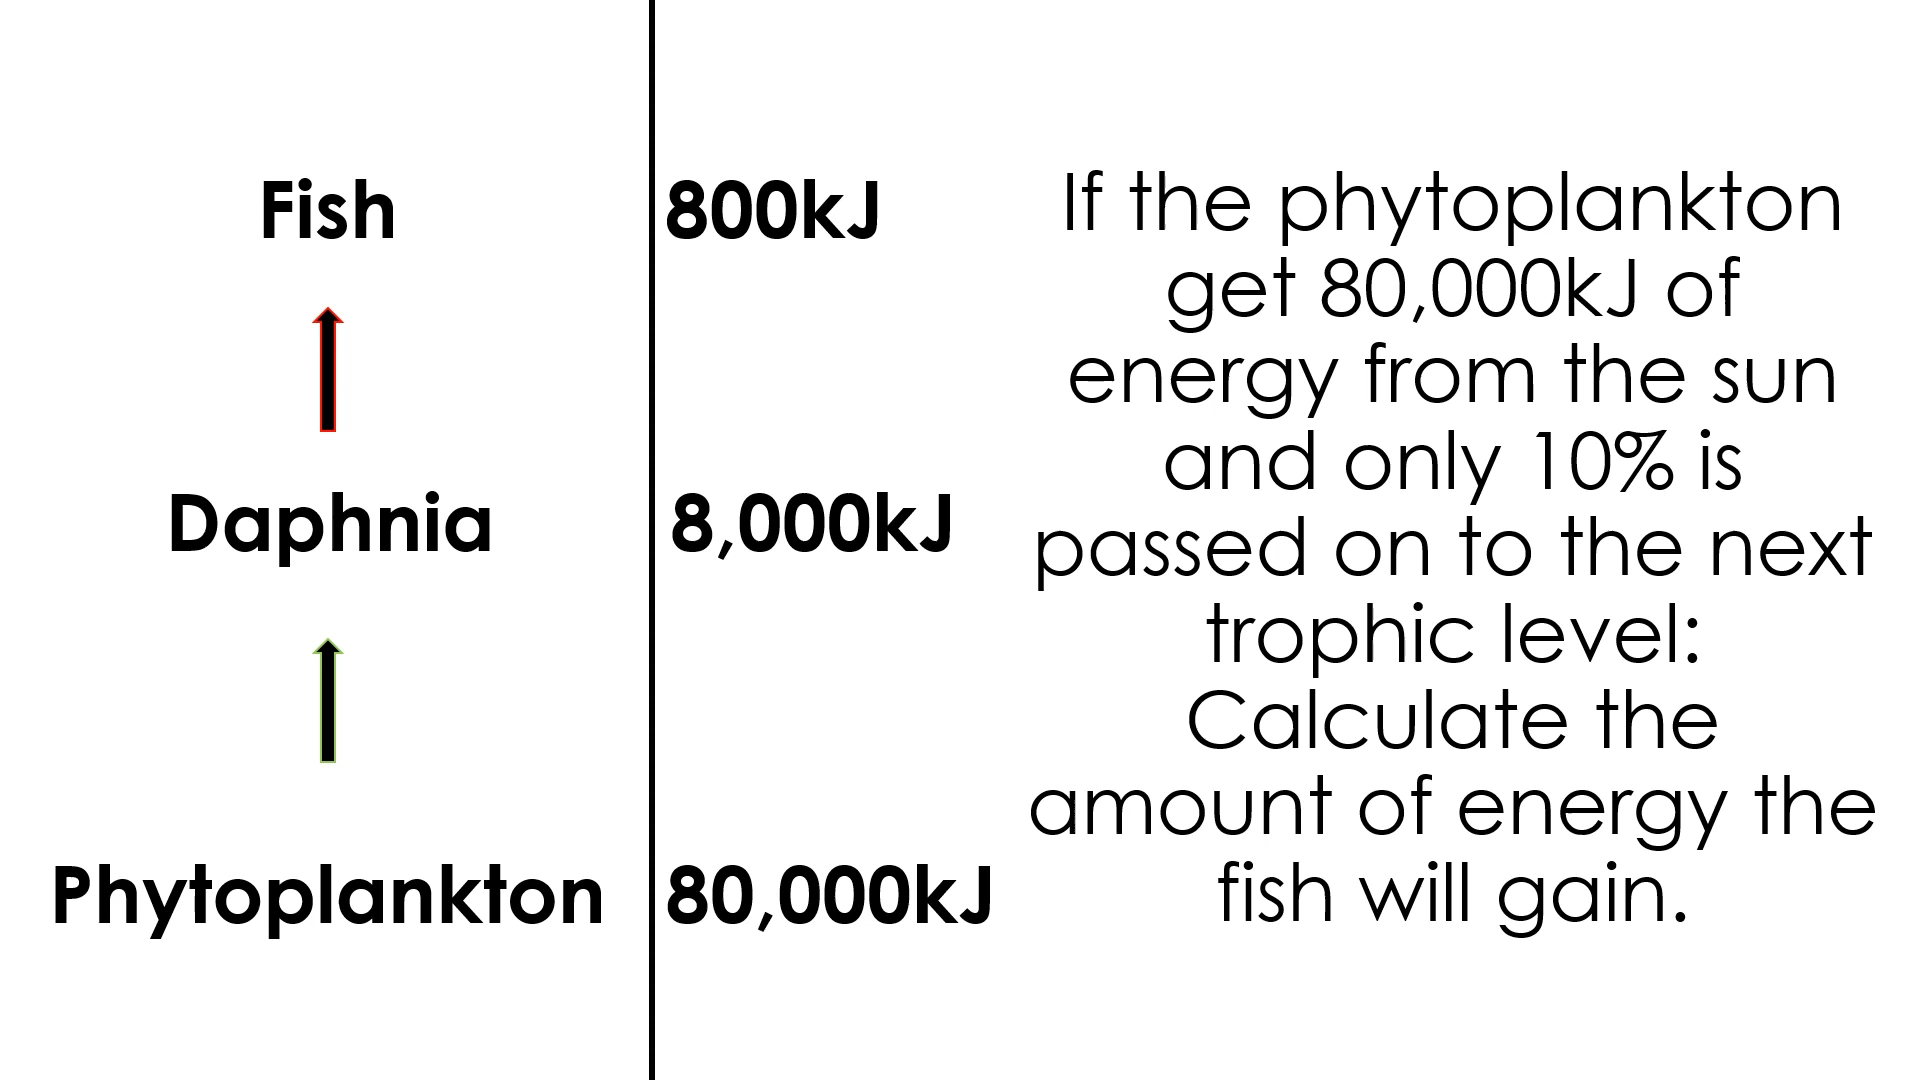 Fish
800kJ
Daphnia
8,000kJ
Phytoplankton
80,000kJ
If the phytoplankton
get 80,000kJ of
energy from the sun
and only 10% is
passed on to the next
trophic level:
Calculate the
amount of energy the
fish will gain.